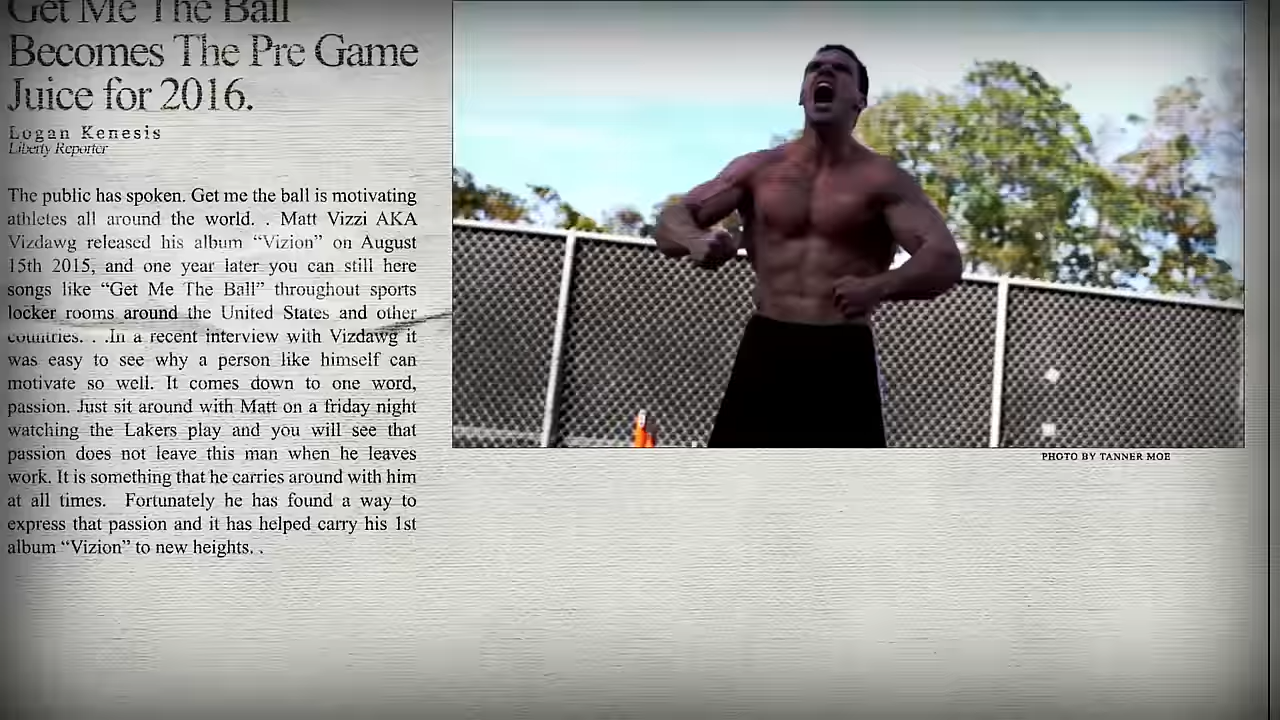 Get Me The Ball
Becomes The Pre Game
Juice for 2016.
Logan Kenesis
Liberty Reporter
The public has spoken. Get me the ball is motivating
athletes all around the world. . Matt Vizzi AKA
Vizdawg released his album “Vizion” on August
15th 2015, and one year later you can still here
songs like “Get Me The Ball” throughout sports
locker rooms around the United States and other
countries. . .In a recent interview with Vizdawg it
was easy to see why a person like himself can
motivate so well. It comes down to one word,
passion. Just sit around with Matt on a friday night
watching the Lakers play and you will see that
passion does not leave this man when he leaves
work. It is something that he carries around with him
at all times. Fortunately he has found a way to
express that passion and it has helped carry his 1st
album “Vizion” to new heights. .
PHOTO BY TANNER MOE